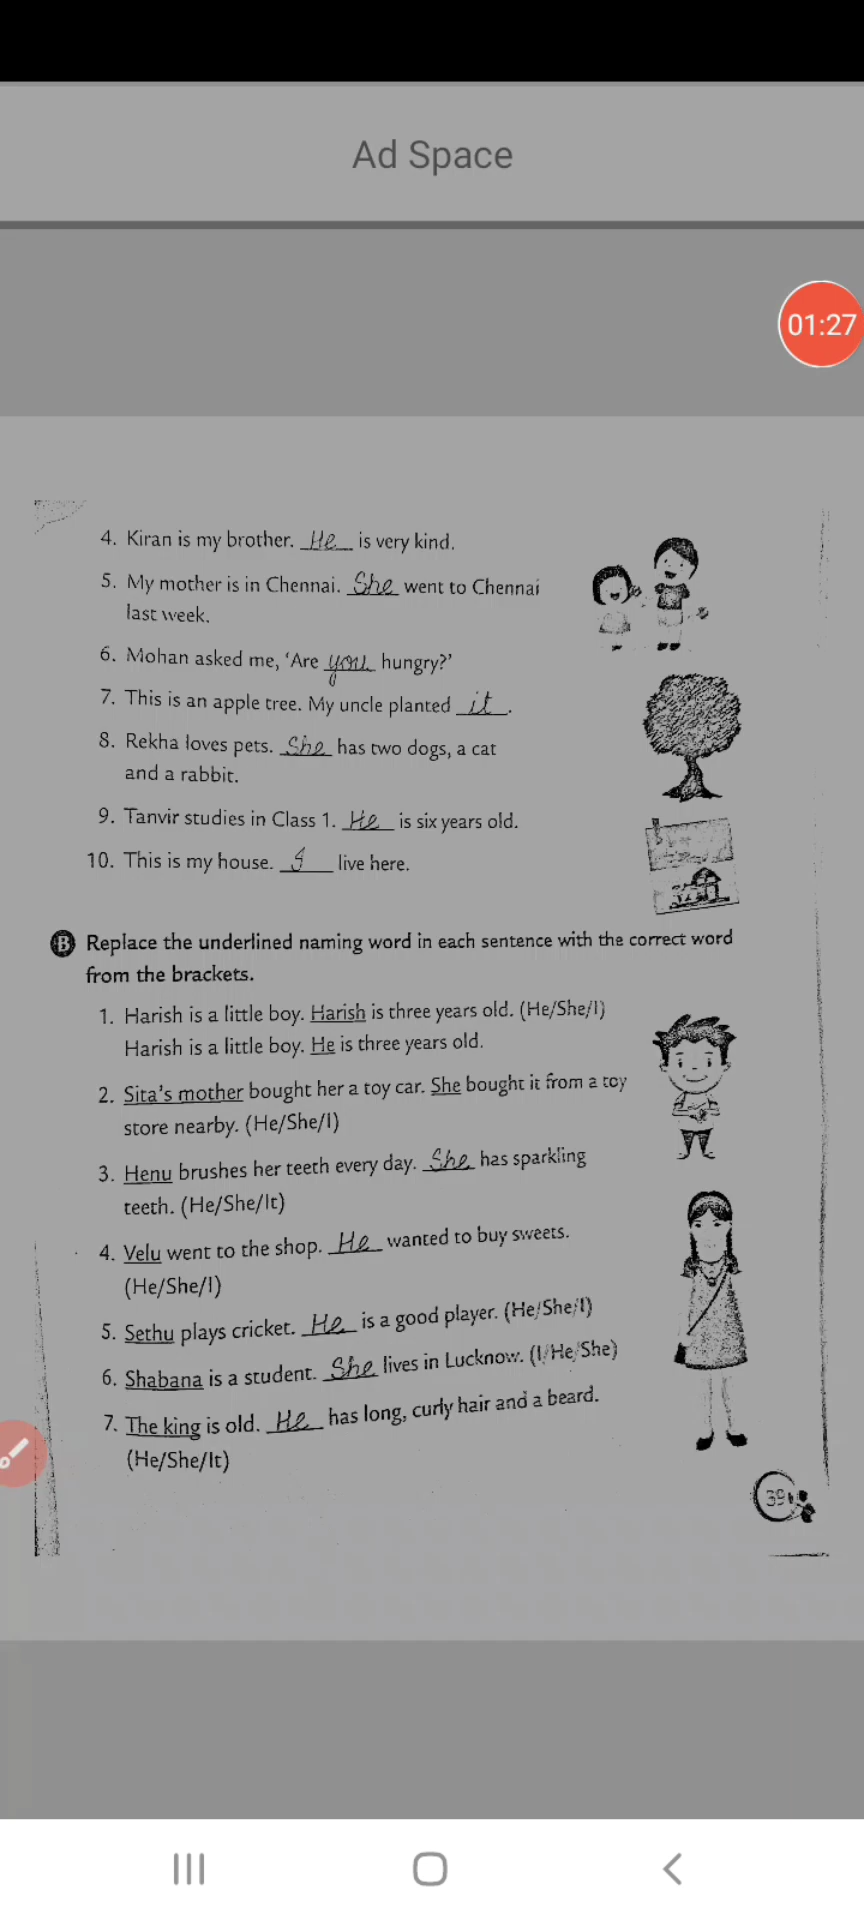 Ad Space
01:27
4. Kiran is my brother. He is very kind.
5. My mother is in Chennai. She went to Chennai
last week.
6. Mohan asked me, 'Are you hungry?'
7. This is an apple tree. My uncle planted it.
8. Rekha loves pets. She has two dogs, a cat
and a rabbit.
9. Tanvir studies in Class 1. He is six years old.
10. This is my house. I live here.
B Replace the underlined naming word in each sentence with the correct word
from the brackets.
1. Harish is a little boy. Harish is three years old. (He/She/I)
Harish is a little boy. He is three years old.
2. Sita's mother bought her a toy car. She bought it from a toy
store nearby. (He/She/I)
3. Henu brushes her teeth every day. She has sparkling
teeth. (He/She/It)
4. Velu went to the shop. He wanted to buy sweets.
(He/She/I)
5. Sethu plays cricket. He is a good player. (He/She/I)
6. Shabana is a student. She lives in Lucknow. (I/He/She)
7. The king is old. He has long, curly hair and a beard.
(He/She/It)
39